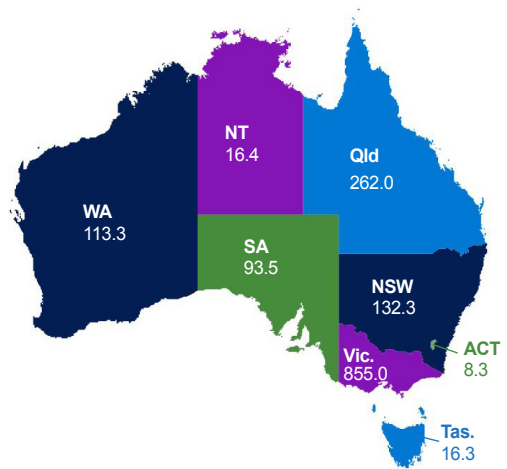 NT
16.4
Qld
262.0
WA
113.3
SA
93.5
NSW
132.3
ACT
8.3
Vic.
855.0
Tas.
16.3